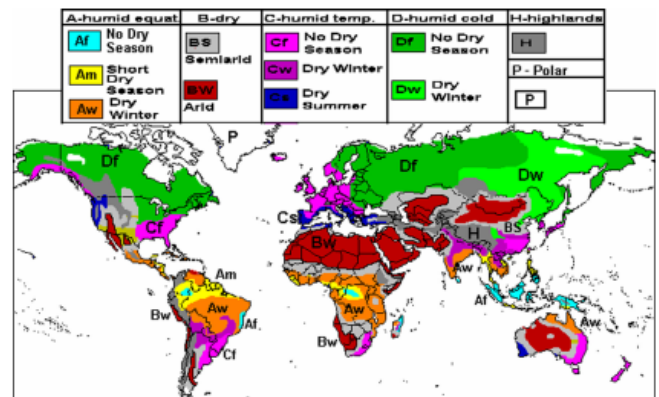 A-humid equat. B-dry C-humid temp. D-humid cold H-highlands
Af No Dry Season
Am Short Dry Season
Aw Dry Winter
BS Semiarid
BW Arid
Cf No Dry Season
Cw Dry Winter
Cs Dry Summer
Df No Dry Season
Dw Dry Winter
H
P - Polar
P
P
Df
Df
Dw
Cf
Cs
BS
H
Bw
Am
Aw
Af
Aw
Af
Aw
Bw
Aw
Bw
Cf